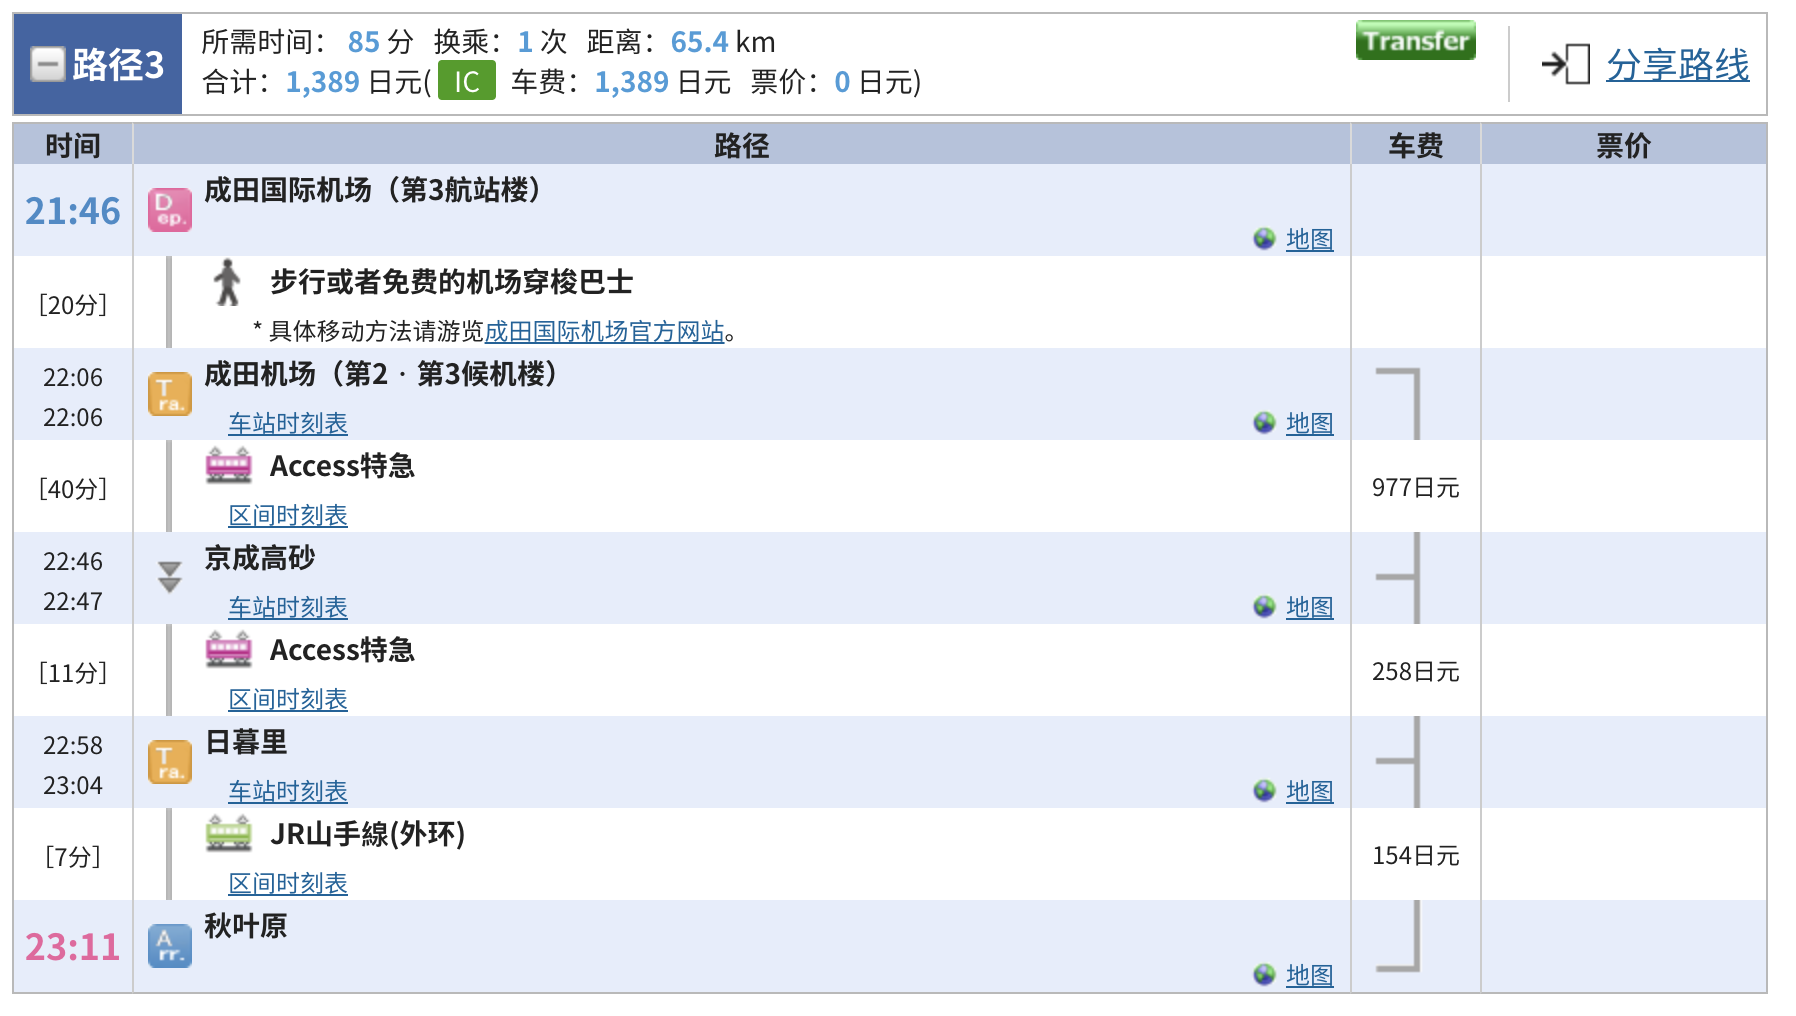 路径3
所需时间： 85 分 换乘：1 次 距离：65.4 km
合计：1,389 日元( IC 车费：1,389 日元 票价：0 日元)
Transfer
分享路线
时间 路径 车费 票价
21:46
Dep.
成田国际机场（第3航站楼）
地图
[20分]
步行或者免费的机场穿梭巴士
* 具体移动方法请游览成田国际机场官方网站。
22:06
22:06
Tra.
成田机场（第2・第3候机楼）
车站时刻表
地图
[40分]
Access特急
区间时刻表
977日元
22:46
22:47
京成高砂
车站时刻表
地图
[11分]
Access特急
区间时刻表
258日元
22:58
23:04
Tra.
日暮里
车站时刻表
地图
[7分]
JR山手線(外环)
区间时刻表
154日元
23:11
Arr.
秋叶原
地图